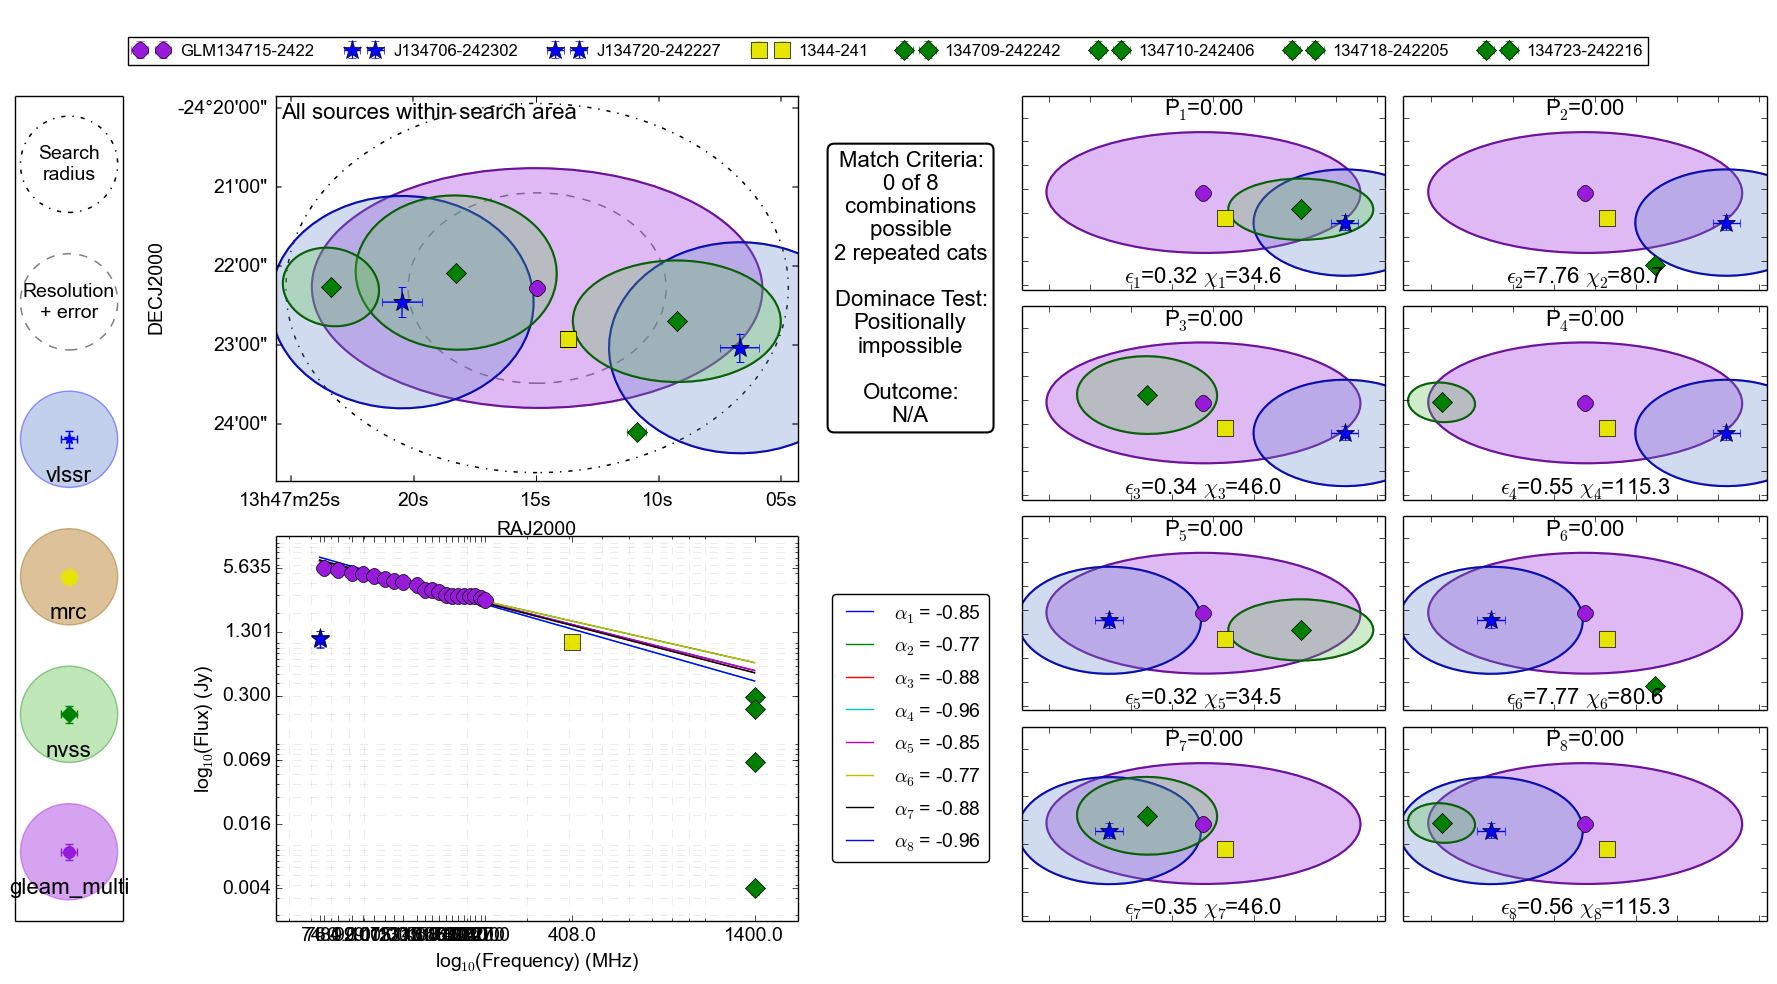 GLM134715-2422 J134706-242302 J134720-242227 1344-241 134709-242242 134710-242406 134718-242205 134723-242216
Search
radius
Resolution
+ error
vlssr
mrc
nvss
gleam_multi
All sources within search area
-24°20'00"
21'00"
22'00"
23'00"
24'00"
DECJ2000
13h47m25s 20s 15s 10s 05s
RAJ2000
Match Criteria:
0 of 8
combinations
possible
2 repeated cats
Dominace Test:
Positionally
impossible
Outcome:
N/A
5.635
1.301
0.300
0.069
0.016
0.004
log10(Flux) (Jy)
408.0 1400.0
log10(Frequency) (MHz)
α1 = -0.85
α2 = -0.77
α3 = -0.88
α4 = -0.96
α5 = -0.85
α6 = -0.77
α7 = -0.88
α8 = -0.96
P1=0.00
ϵ1=0.32 χ1=34.6
P2=0.00
ϵ2=7.76 χ2=80.7
P3=0.00
ϵ3=0.34 χ3=46.0
P4=0.00
ϵ4=0.55 χ4=115.3
P5=0.00
ϵ5=0.32 χ5=34.5
P6=0.00
ϵ6=7.77 χ6=80.6
P7=0.00
ϵ7=0.35 χ7=46.0
P8=0.00
ϵ8=0.56 χ8=115.3